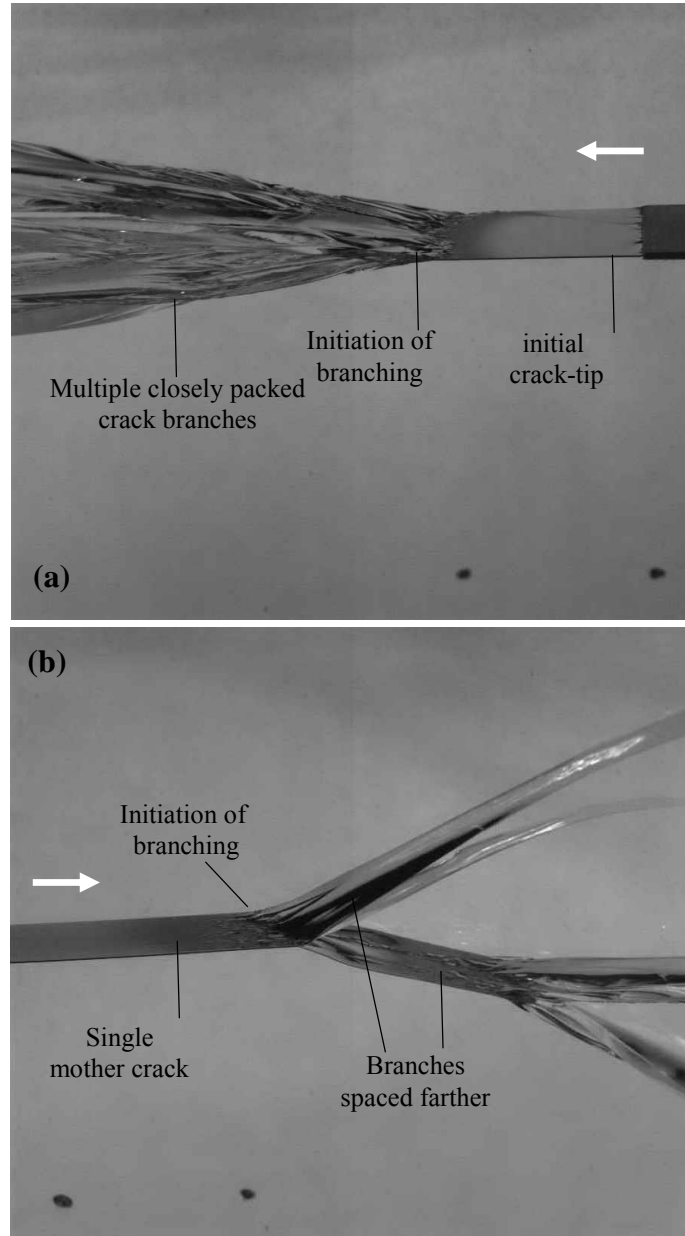 Initiation of
branching
initial
crack-tip
Multiple closely packed
crack branches
(a)
(b)
Initiation of
branching
Single
mother crack
Branches
spaced farther